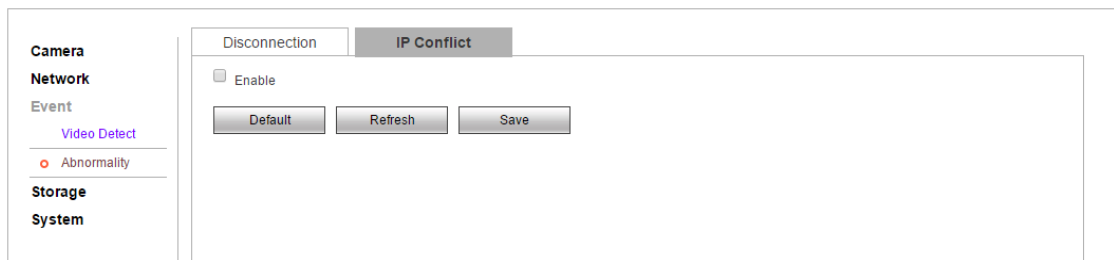 Camera
Network
Event
Video Detect
Abnormality
Storage
System
Disconnection
IP Conflict
Enable
Default Refresh Save